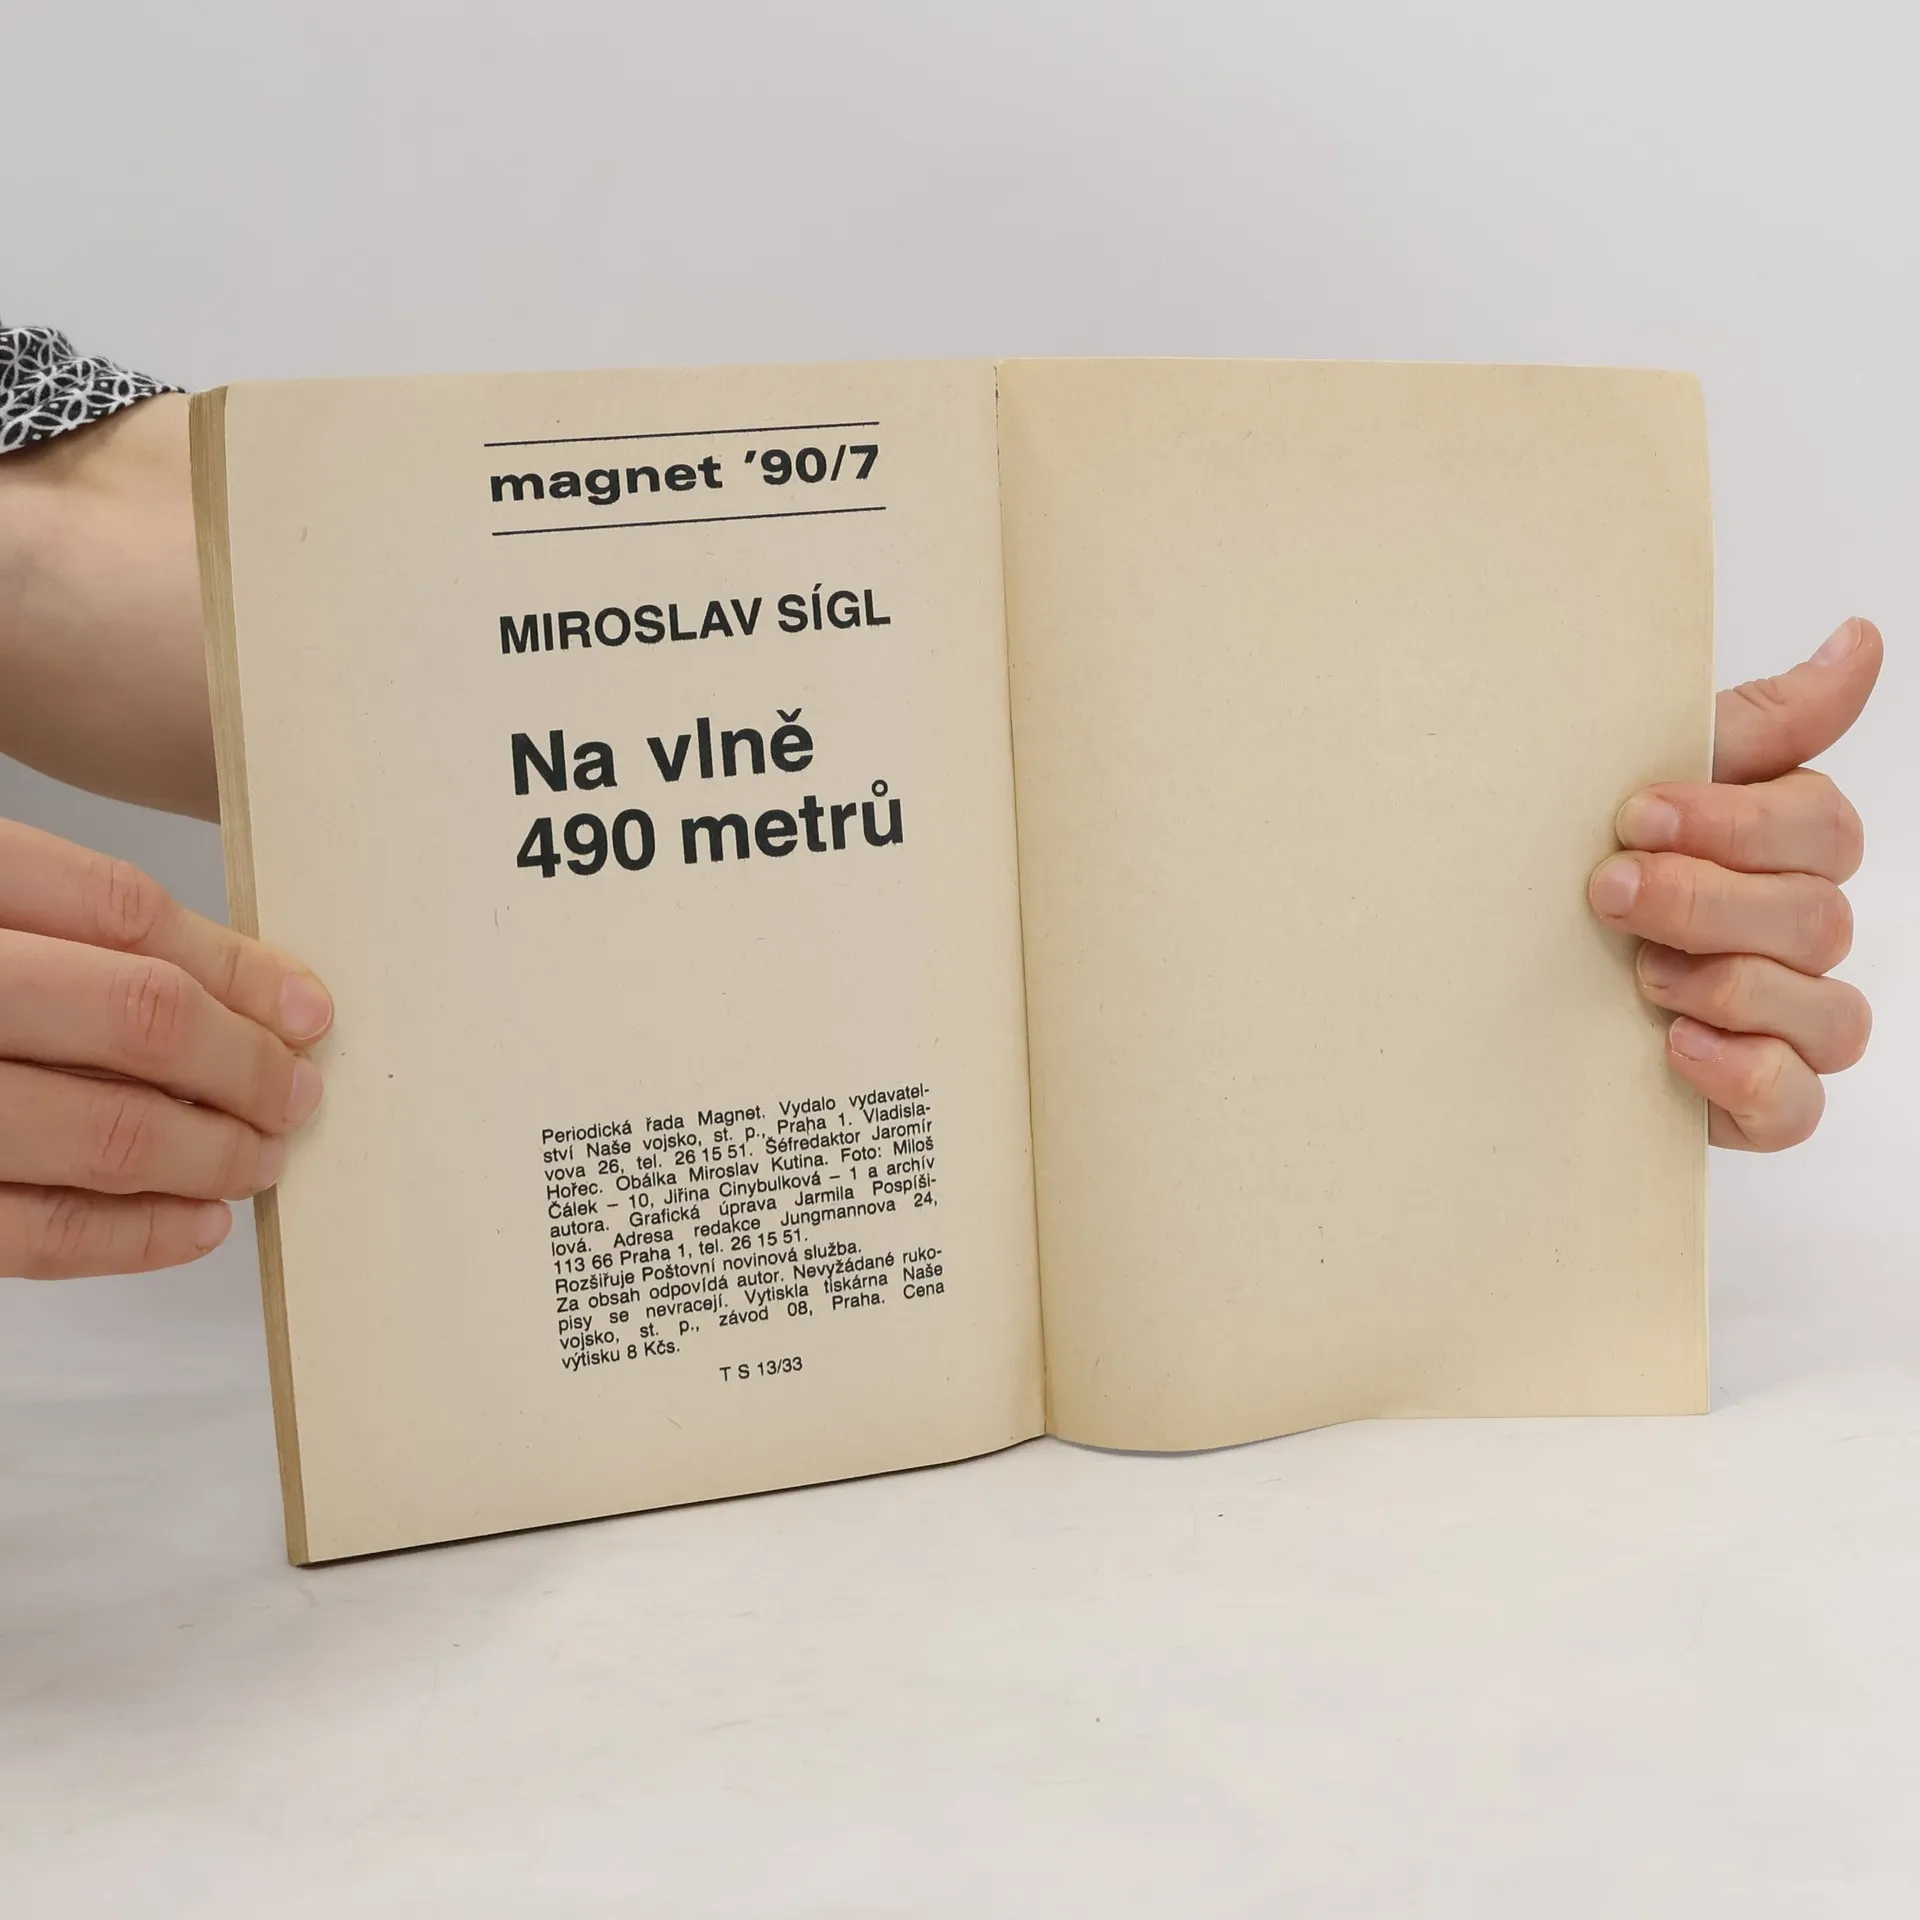 magnet ’90/7
MIROSLAV SÍGL
Na vlně
490 metrů
Periodická řada Magnet. Vydalo vydavatel-
ství Naše vojsko, st. p., Praha 1. Vladisla-
vova 26, tel. 26 15 51. Šéfredaktor Jaromír
Hořec. Obálka Miroslav Kutina. Foto: Miloš
Čálek – 10, Jiřina Cinybulková – 1 a archív
autora. Grafická úprava Jarmila Pospíši-
lová. Adresa redakce Jungmannova 24,
113 66 Praha 1, tel. 26 15 51.
Rozšiřuje Poštovní novinová služba.
Za obsah odpovídá autor. Nevyžádané ruko-
pisy se nevracejí. Vytiskla tiskárna Naše
vojsko, st. p., závod 08, Praha. Cena
výtisku 8 Kčs.
T S 13/33